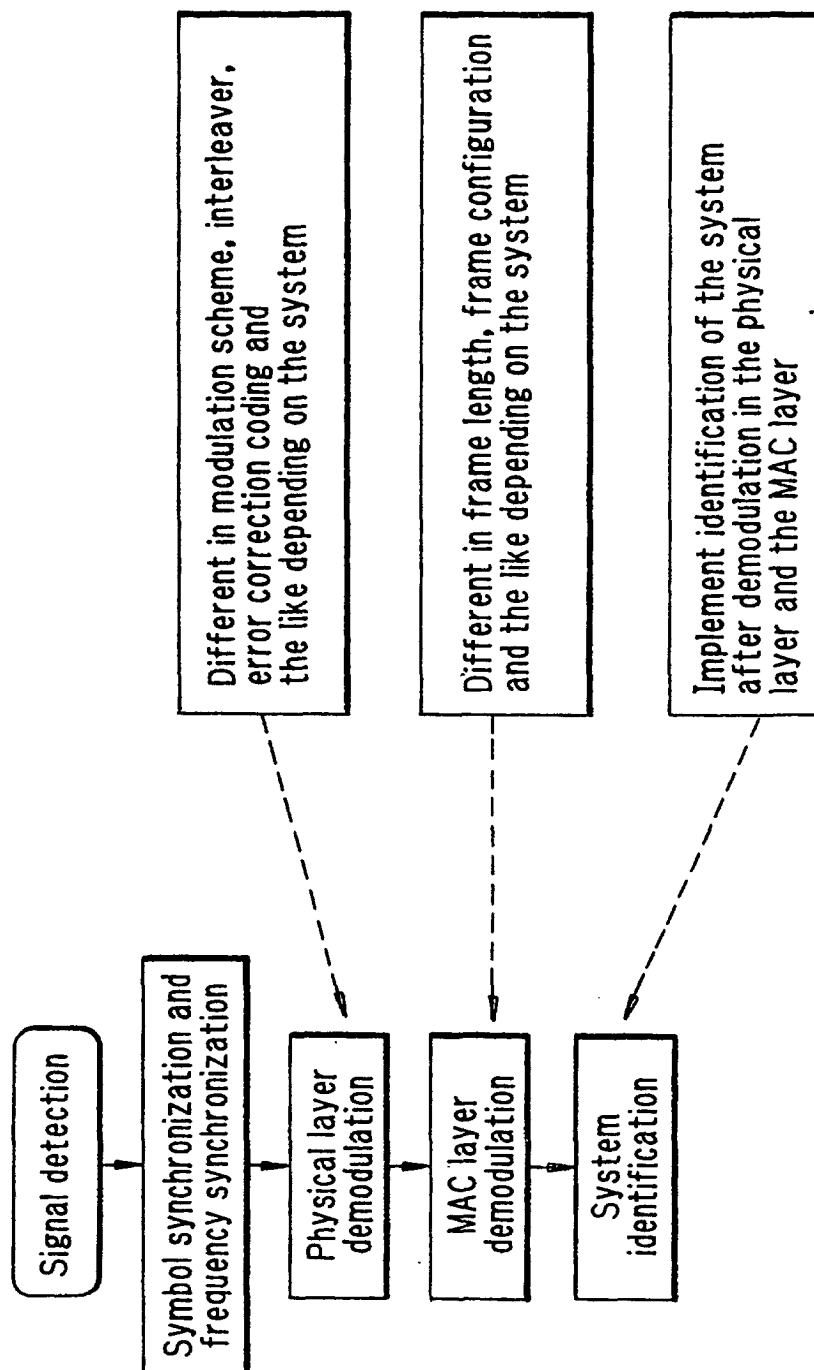 Signal detection
Symbol synchronization and
frequency synchronization
Physical layer
demodulation
MAC layer
demodulation
System
identification
Different in modulation scheme, interleaver,
error correction coding and
the like depending on the system
Different in frame length, frame configuration
and the like depending on the system
Implement identification of the system
after demodulation in the physical
layer and the MAC layer